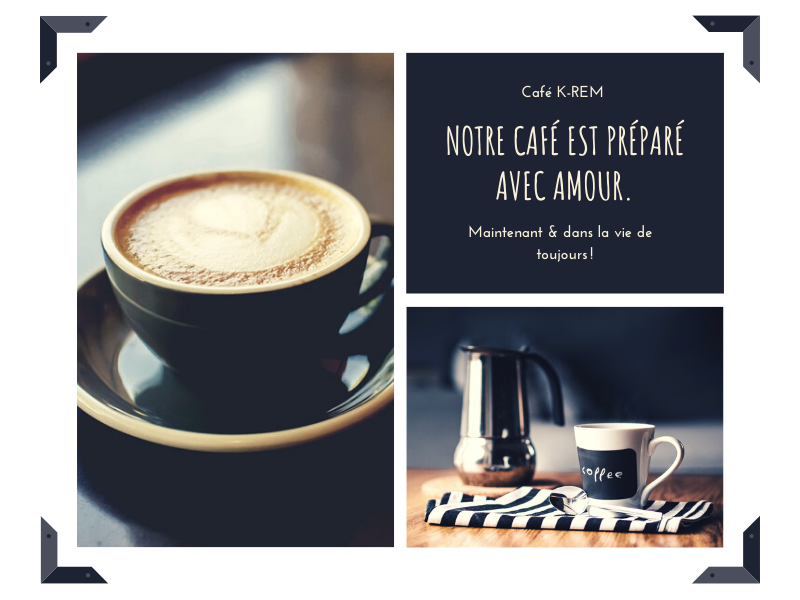 Café K-REM
NOTRE CAFÉ EST PRÉPARÉ
AVEC AMOUR.
Maintenant & dans la vie de
toujours!
coffee